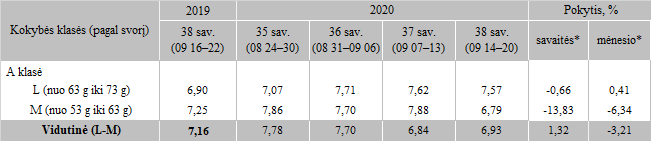 Kokybės klasės (pagal svorį) 2019 2020 Pokytis, %
38 sav. (09 16–22) 35 sav. (08 24–30) 36 sav. (08 31–09 06) 37 sav. (09 07–13) 38 sav. (09 14–20) savaitės* mėnesio*
A klasė
L (nuo 63 g iki 73 g) 6,90 7,07 7,71 7,62 7,57 -0,66 0,41
M (nuo 53 g iki 63 g) 7,25 7,86 7,70 7,88 6,79 -13,83 -6,34
Vidutinė (L-M) 7,16 7,78 7,70 6,84 6,93 1,32 -3,21